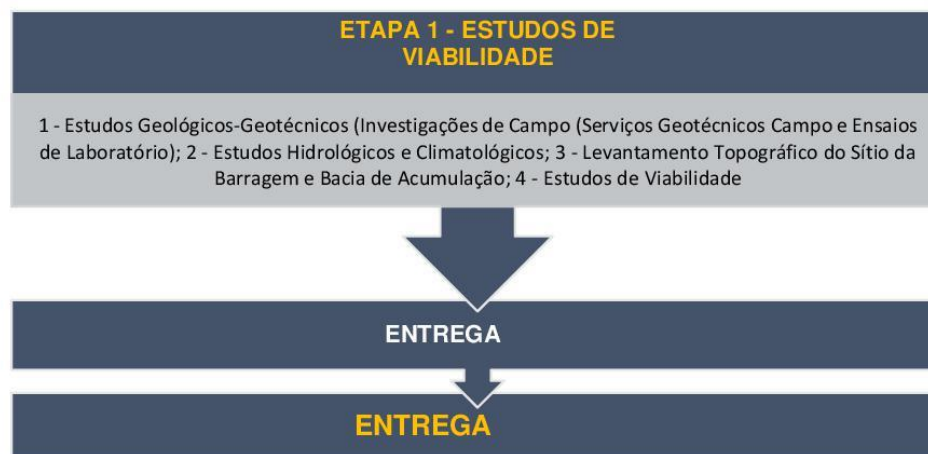 ETAPA 1 - ESTUDOS DE
VIABILIDADE
1 - Estudos Geológicos-Geotécnicos (Investigações de Campo (Serviços Geotécnicos Campo e Ensaios
de Laboratório); 2 - Estudos Hidrológicos e Climatológicos; 3 - Levantamento Topográfico do Sítio da
Barragem e Bacia de Acumulação; 4 - Estudos de Viabilidade
ENTREGA
ENTREGA